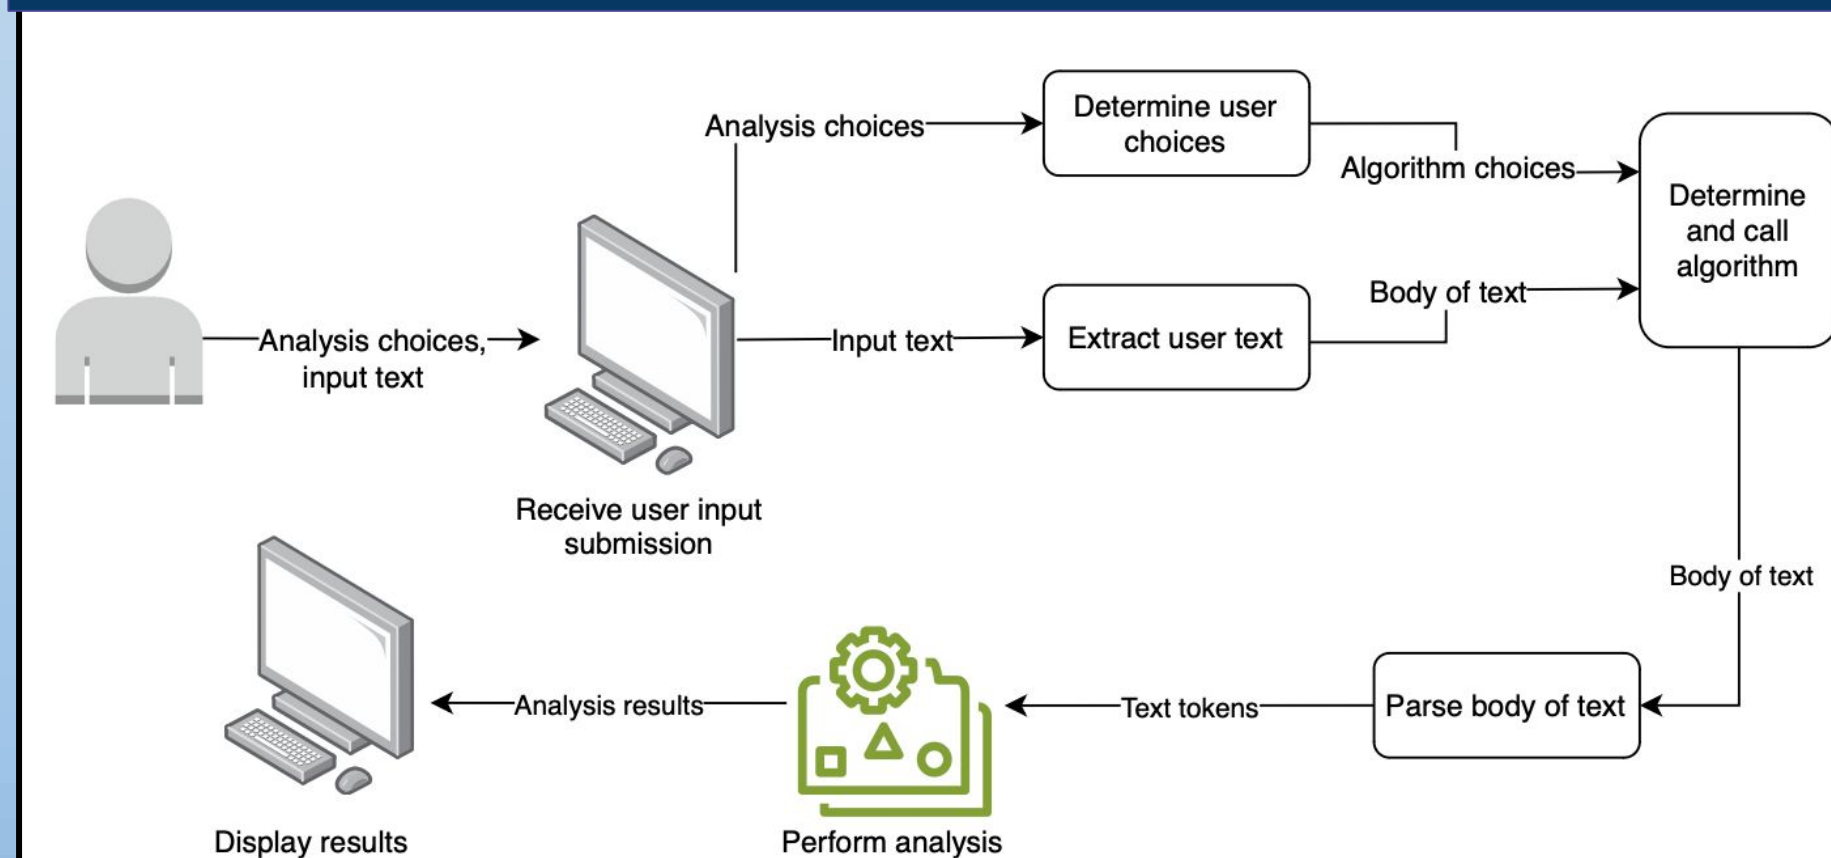 Analysis choices
Determine user
choices
Algorithm choices
Determine
and call
algorithm
Analysis choices,
input text
Input text
Extract user text
Body of text
Receive user input
submission
Body of text
Parse body of text
Text tokens
Analysis results
Perform analysis
Display results